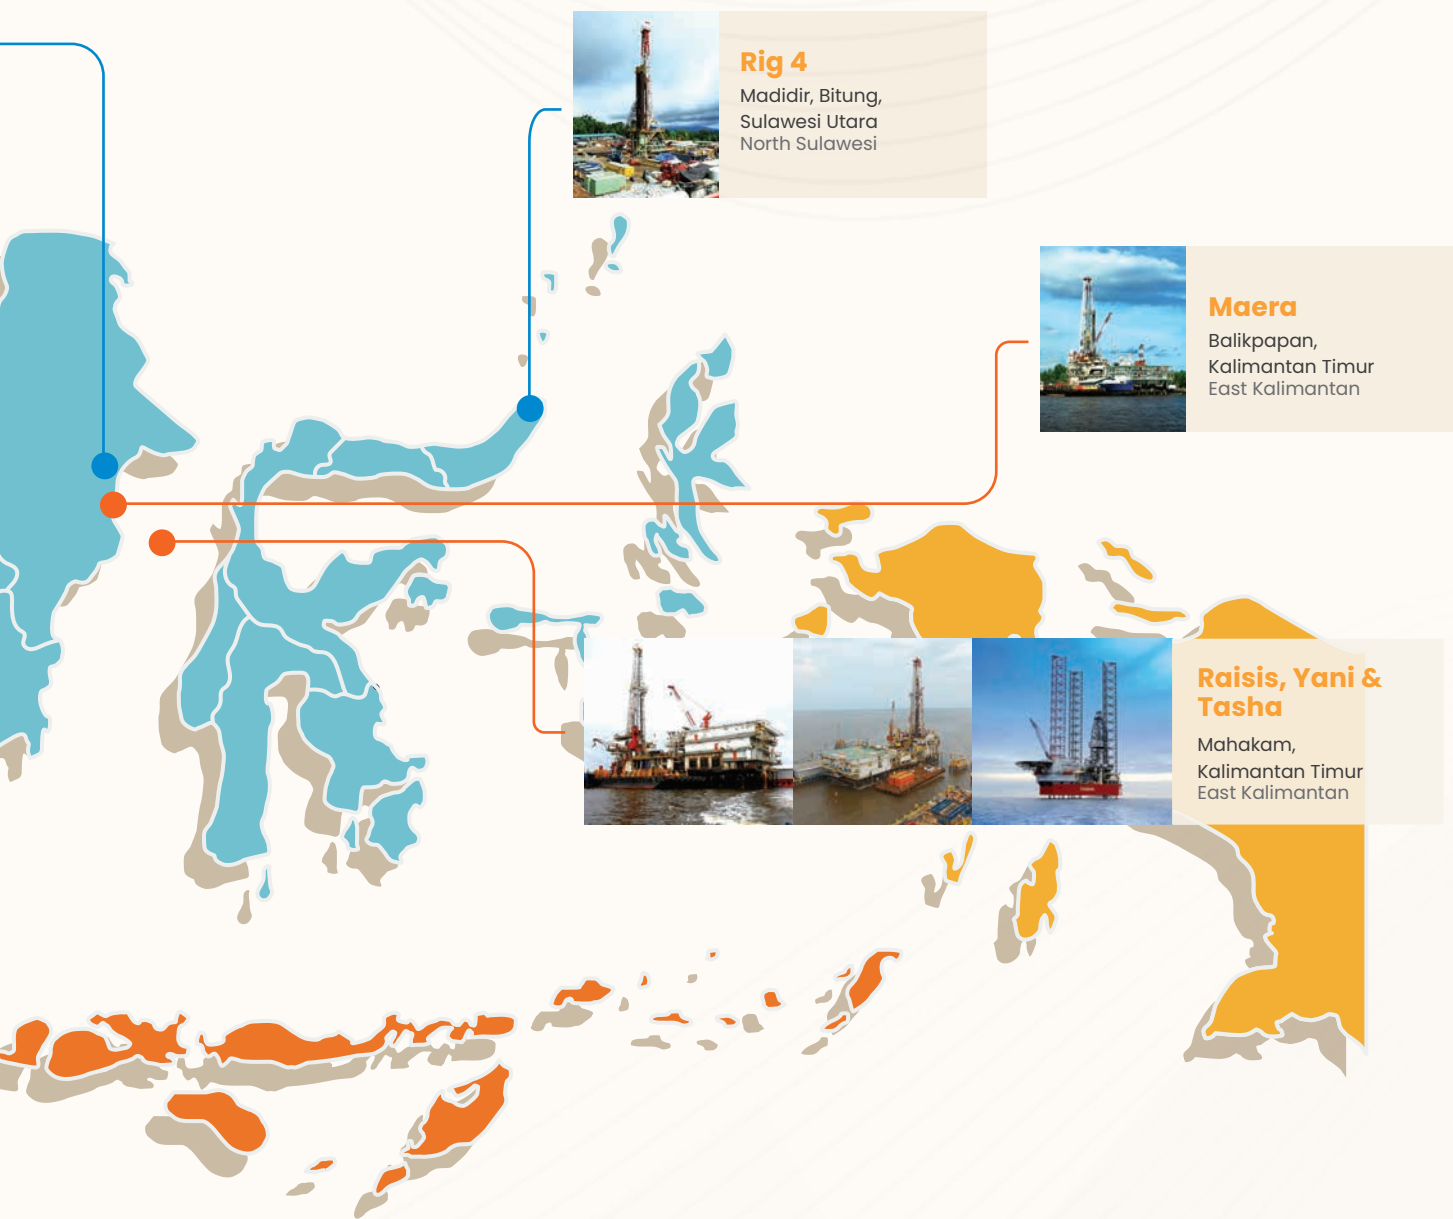 Rig 4
Madidir, Bitung,
Sulawesi Utara
North Sulawesi
Maera
Balikpapan,
Kalimantan Timur
East Kalimantan
Raisis, Yani &
Tasha
Mahakam,
Kalimantan Timur
East Kalimantan